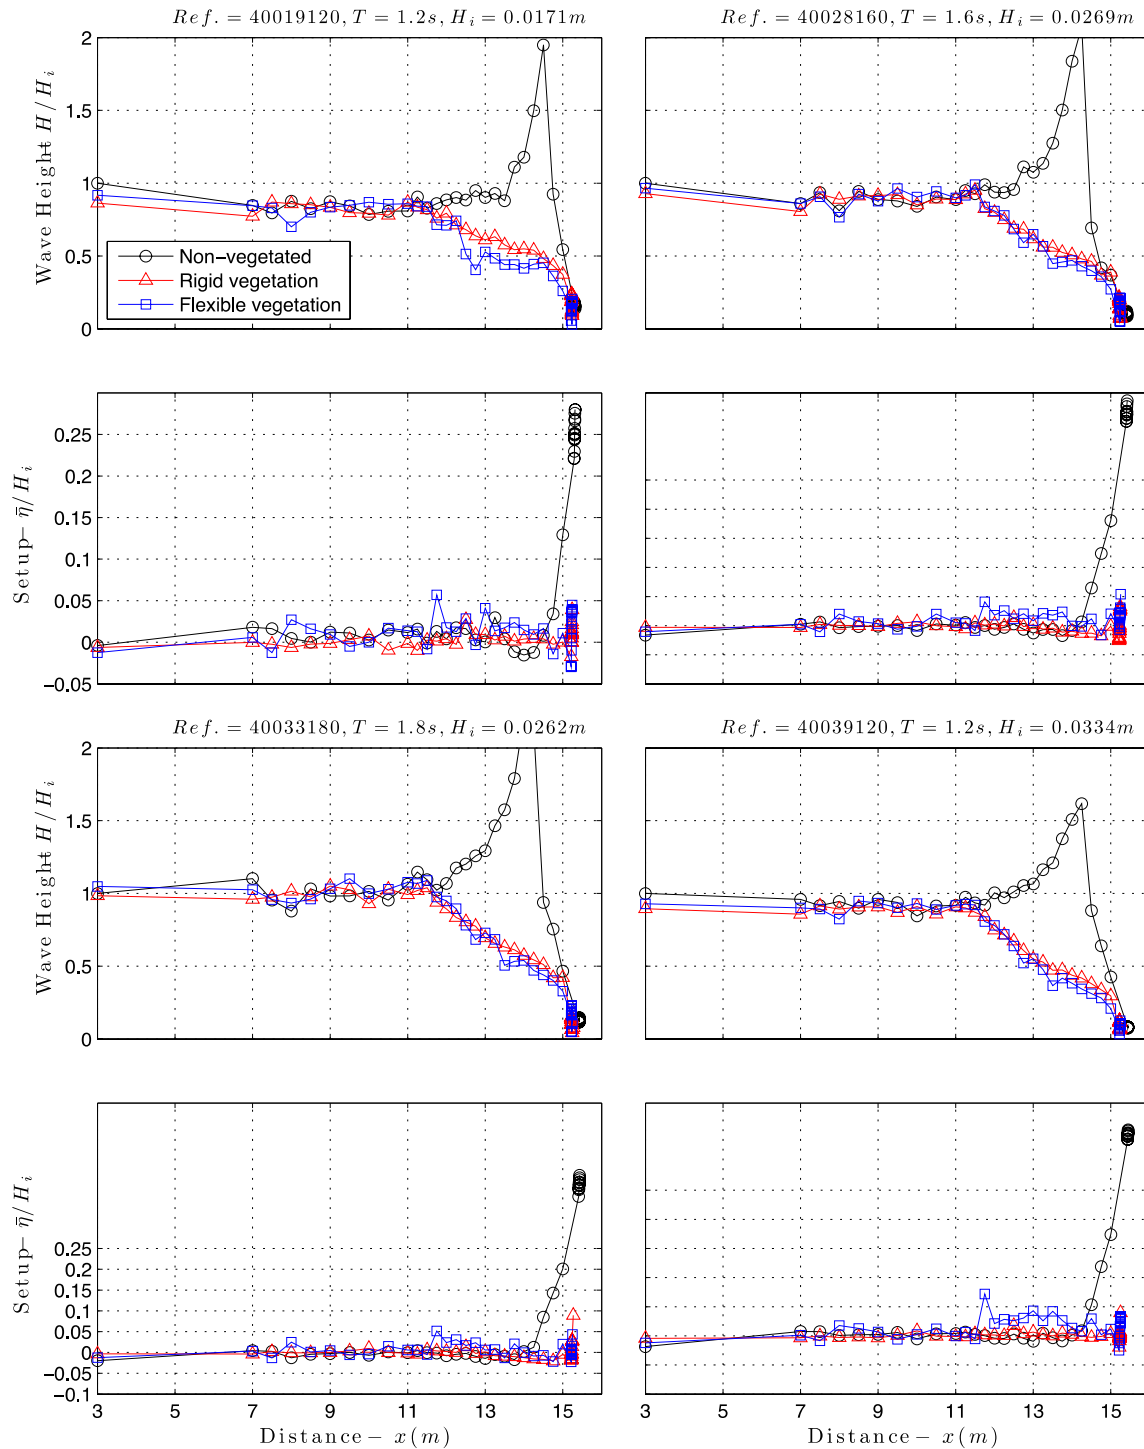 Ref. = 40019120, T = 1.2s, H_i = 0.0171m
Ref. = 40028160, T = 1.6s, H_i = 0.0269m
2
1.5
1
0.5
0
Wave Height- H/H_i
Non-vegetated
Rigid vegetation
Flexible vegetation
0.25
0.2
0.15
0.1
0.05
0
-0.05
Setup- η̄/H_i
Ref. = 40033180, T = 1.8s, H_i = 0.0262m
Ref. = 40039120, T = 1.2s, H_i = 0.0334m
2
1.5
1
0.5
0
Wave Height- H/H_i
0.25
0.2
0.15
0.1
0.05
0
-0.05
-0.1
Setup- η̄/H_i
3 5 7 9 11 13 15
3 5 7 9 11 13 15
Distance- x(m)
Distance- x(m)